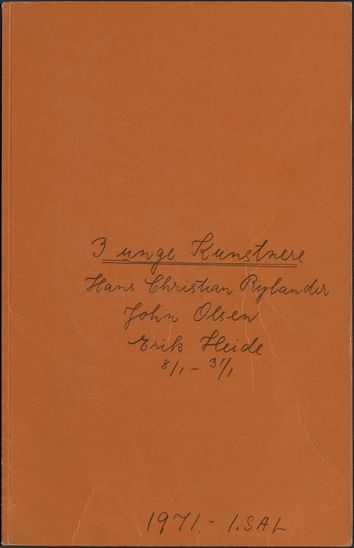 3 unge Kunstnere
Hans Christian Rylander
John Olsen
Erik Heide
8/1 - 31/1
1971. - 1. SAL